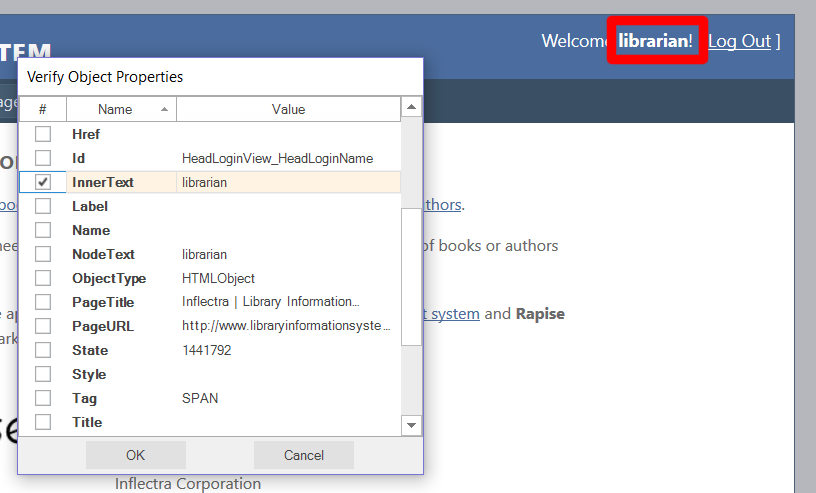 Welcome librarian! Log Out ]
TEM
Verify Object Properties
# Name Value
Href
Id HeadLoginView_HeadLoginName
InnerText librarian
Label
Name
NodeText librarian
ObjectType HTMLObject
PageTitle Inflectra | Library Information...
PageURL http://www.libraryinformationsyste...
State 1441792
Style
Tag SPAN
Title
OK Cancel
thors.
of books or authors
t system and Rapise
Inflectra Corporation